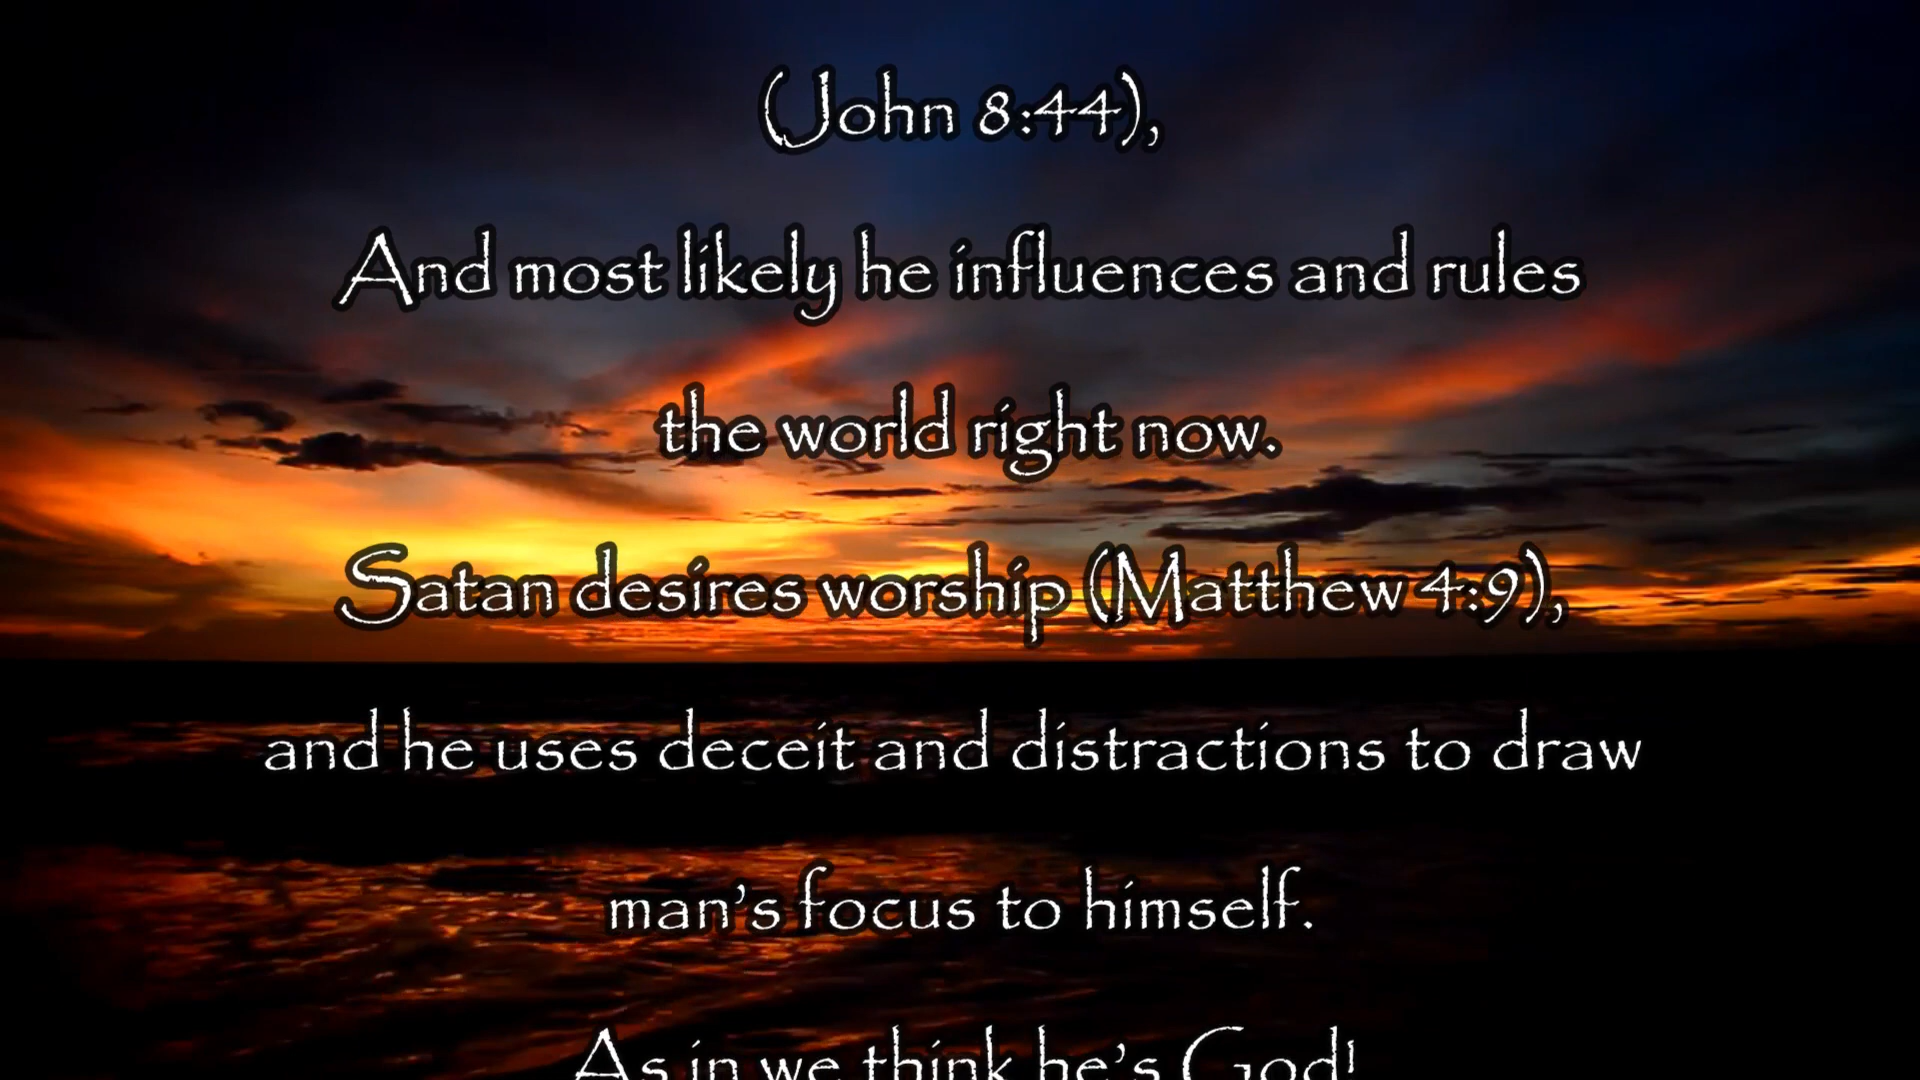 (John 8:44),
And most likely he influences and rules
the world right now.
Satan desires worship (Matthew 4:9),
and he uses deceit and distractions to draw
man's focus to himself.
As in we think he's God!